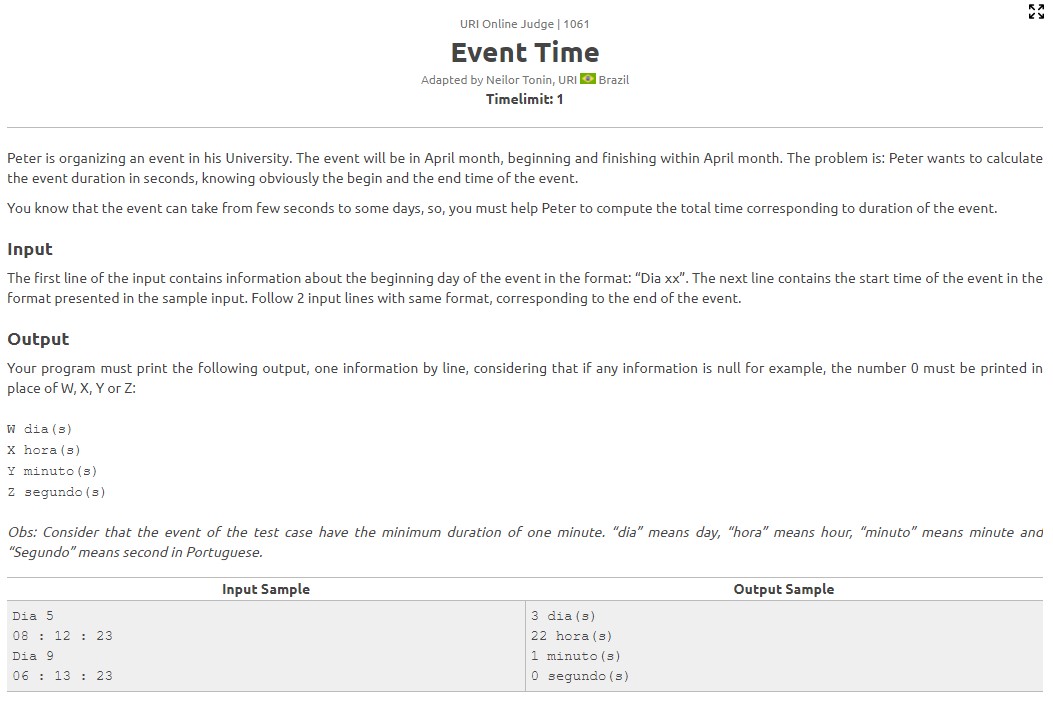 URI Online Judge | 1061
Event Time
Adapted by Neilor Tonin, URI Brazil
Timelimit: 1
Peter is organizing an event in his University. The event will be in April month, beginning and finishing within April month. The problem is: Peter wants to calculate
the event duration in seconds, knowing obviously the begin and the end time of the event.
You know that the event can take from few seconds to some days, so, you must help Peter to compute the total time corresponding to duration of the event.
Input
The first line of the input contains information about the beginning day of the event in the format: “Dia xx”. The next line contains the start time of the event in the
format presented in the sample input. Follow 2 input lines with same format, corresponding to the end of the event.
Output
Your program must print the following output, one information by line, considering that if any information is null for example, the number 0 must be printed in
place of W, X, Y or Z:
W dia(s)
X hora(s)
Y minuto(s)
Z segundo(s)
Obs: Consider that the event of the test case have the minimum duration of one minute. “dia” means day, “hora” means hour, “minuto” means minute and
“Segundo” means second in Portuguese.
Input Sample Output Sample
Dia 5 3 dia(s)
08 : 12 : 23 22 hora(s)
Dia 9 1 minuto(s)
06 : 13 : 23 0 segundo(s)